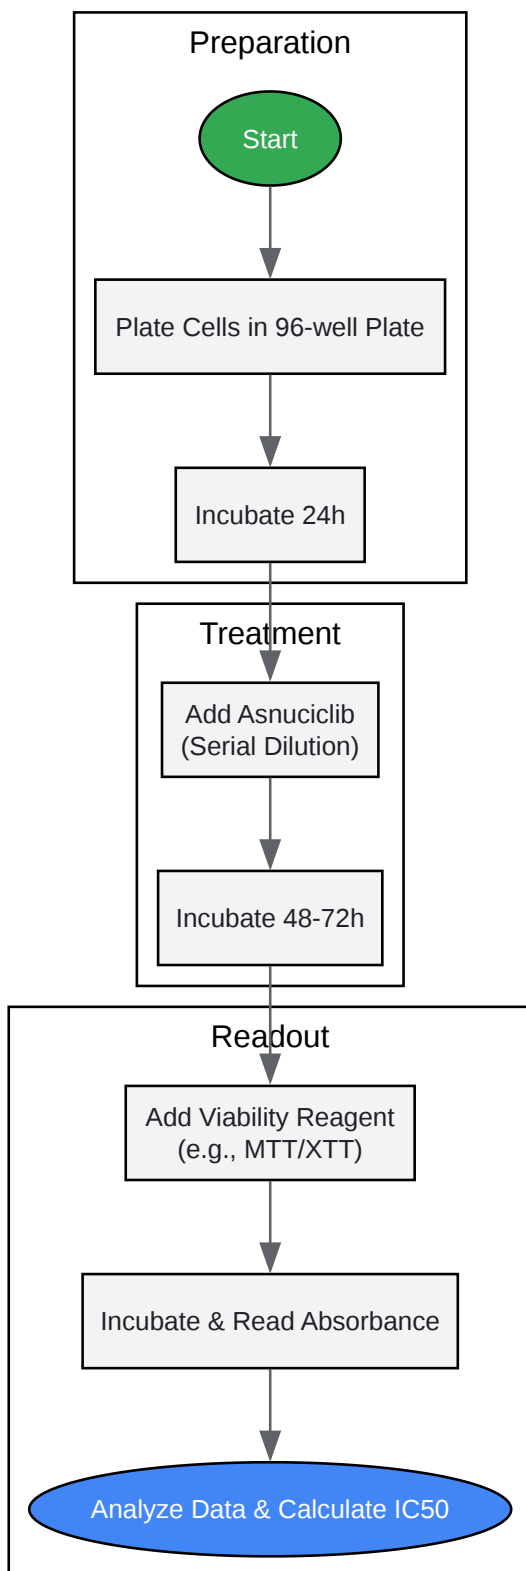 Preparation
Start
Plate Cells in 96-well Plate
Incubate 24h
Treatment
Add Asnuciclib
(Serial Dilution)
Incubate 48-72h
Readout
Add Viability Reagent
(e.g., MTT/XTT)
Incubate & Read Absorbance
Analyze Data & Calculate IC50